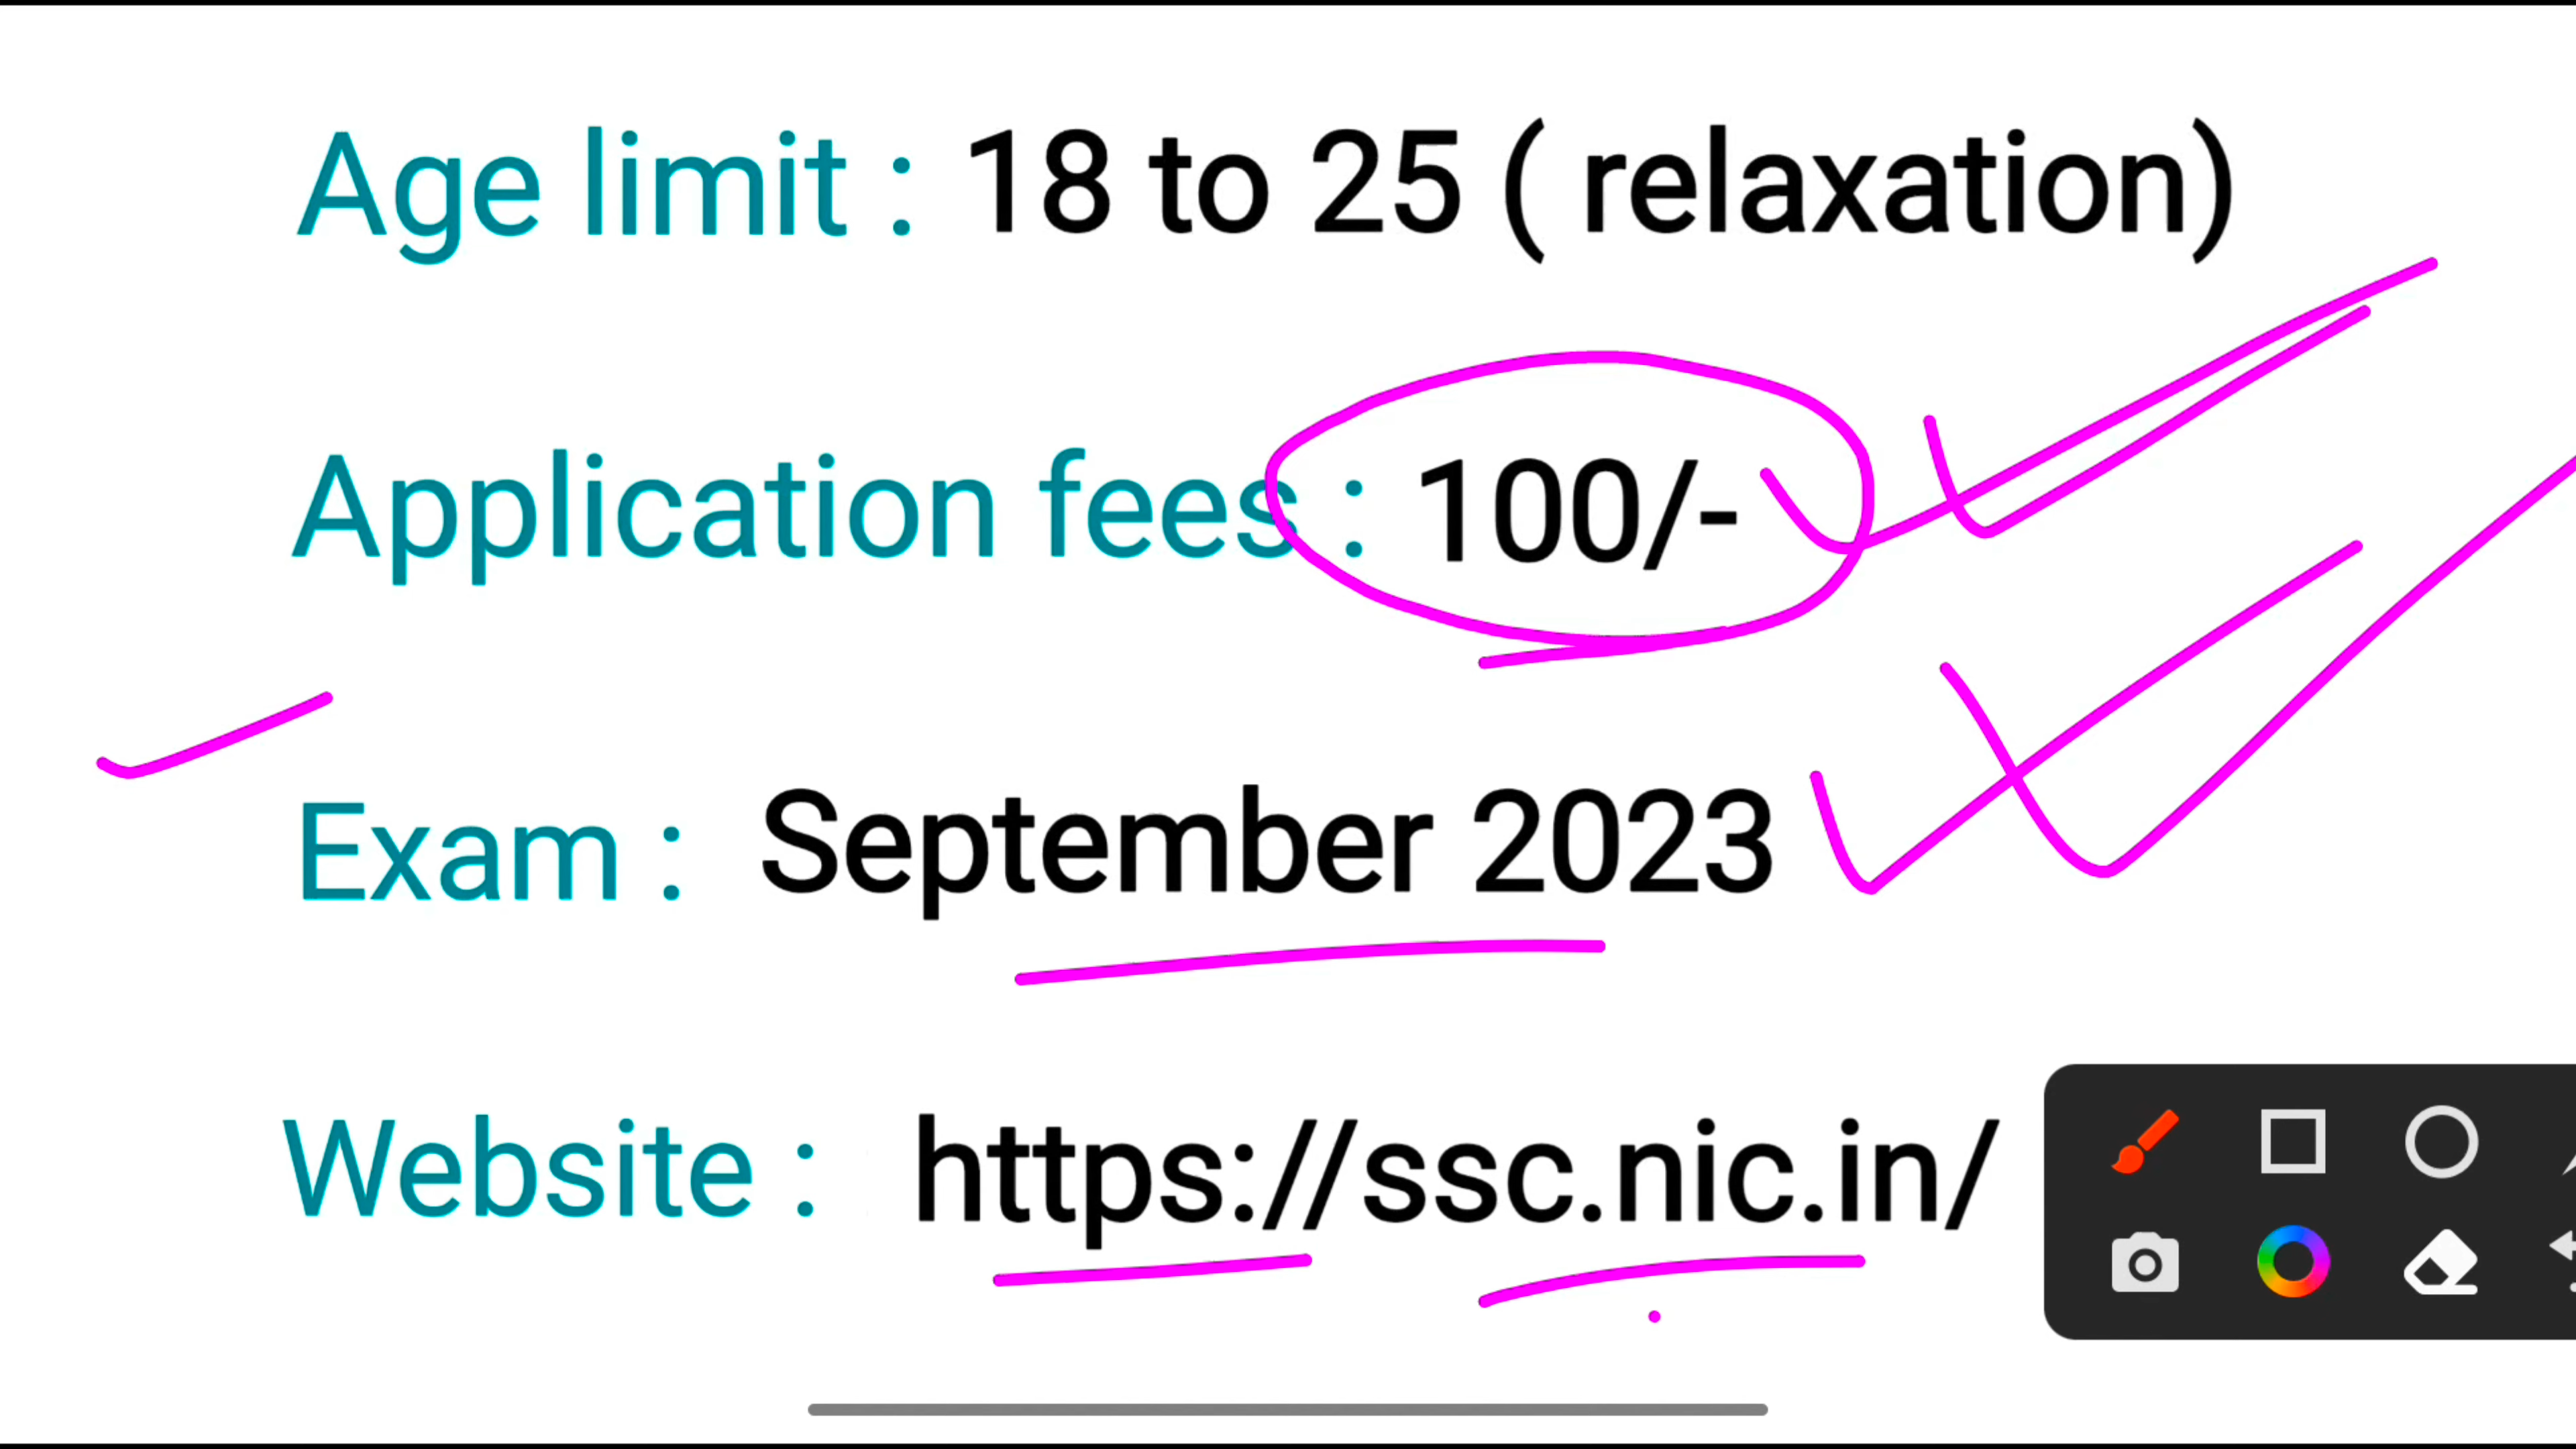 Age limit : 18 to 25 ( relaxation)
Application fees : 100/-
Exam : September 2023
Website : https://ssc.nic.in/